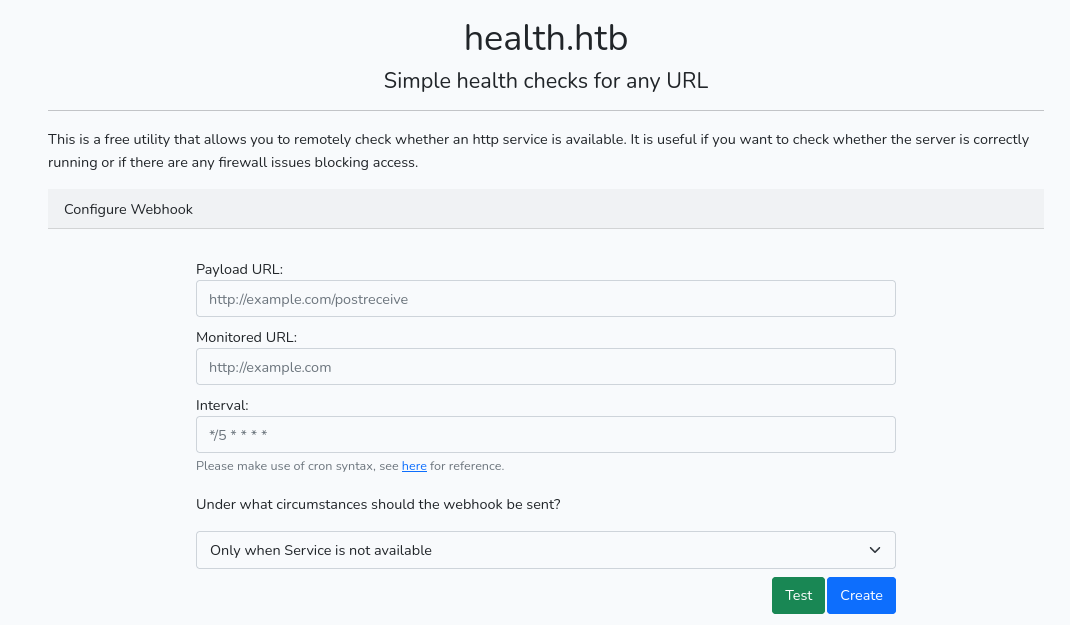 health.htb
Simple health checks for any URL
This is a free utility that allows you to remotely check whether an http service is available. It is useful if you want to check whether the server is correctly
running or if there are any firewall issues blocking access.
Configure Webhook
Payload URL:
http://example.com/postreceive
Monitored URL:
http://example.com
Interval:
*/5 * * * *
Please make use of cron syntax, see here for reference.
Under what circumstances should the webhook be sent?
Only when Service is not available
Test Create